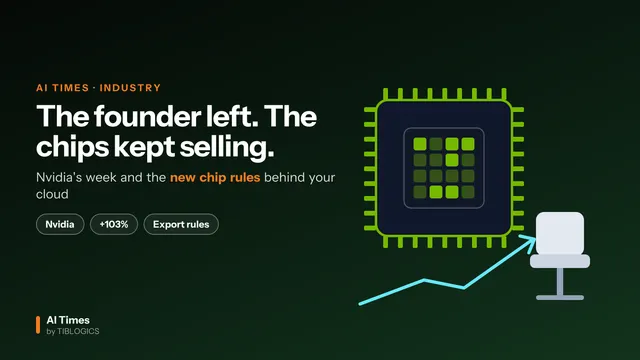 AI TIMES · INDUSTRY
The founder left. The
chips kept selling.
Nvidia's week and the new chip rules behind your
cloud
Nvidia
+103%
Export rules
AI Times
by TIBLOGICS